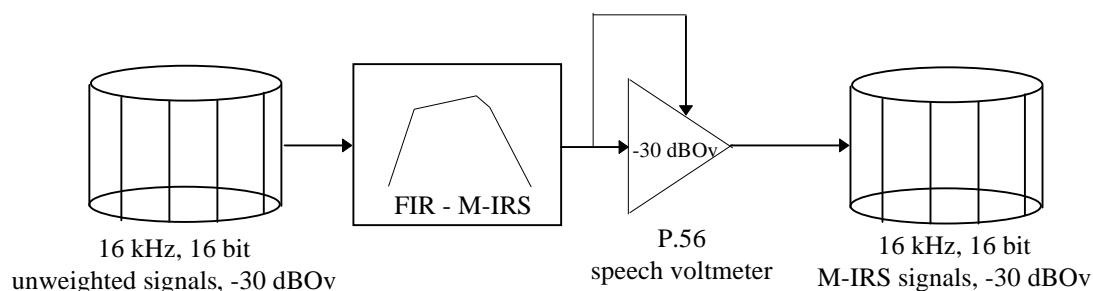 -30 dBOv
FIR - M-IRS
16 kHz, 16 bit
unweighted signals, -30 dBOv
P.56
speech voltmeter
16 kHz, 16 bit
M-IRS signals, -30 dBOv